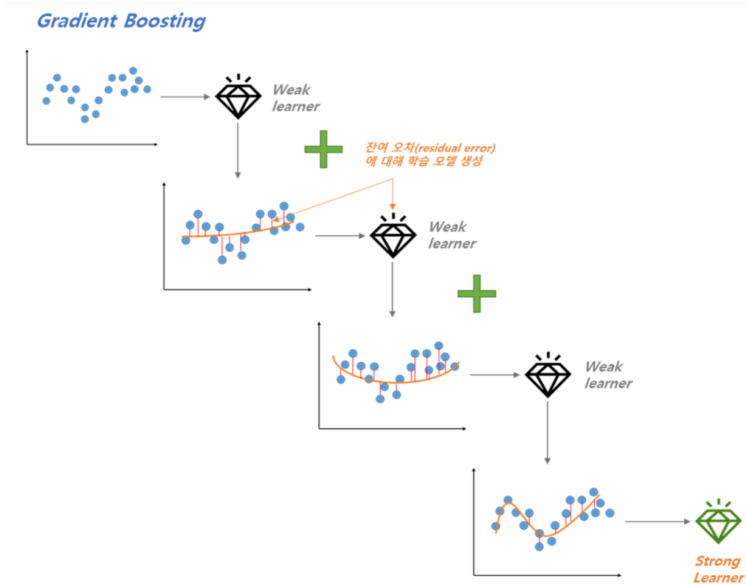 Gradient Boosting
Weak
learner
잔여 오차(residual error)
에 대해 학습 모델 생성
Weak
learner
Weak
learner
Strong
Learner